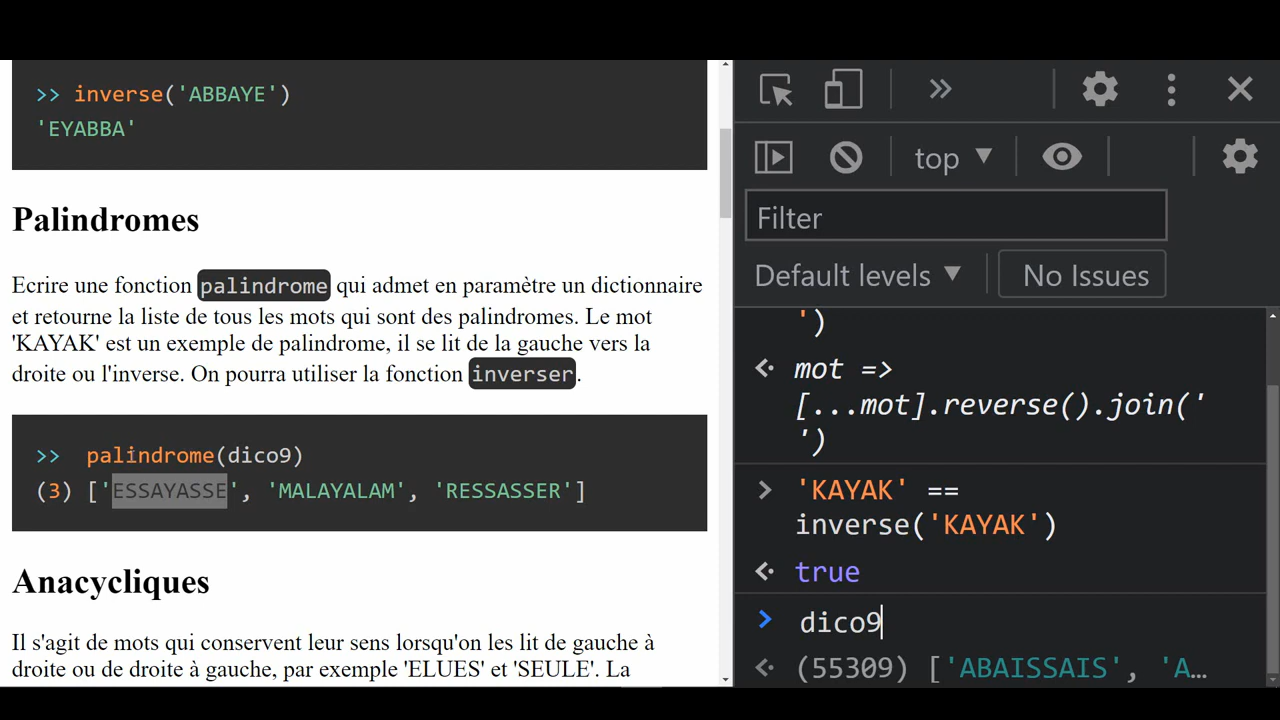 >> inverse('ABBAYE')
'EYABBA'
Palindromes
Ecrire une fonction palindrome qui admet en paramètre un dictionnaire
et retourne la liste de tous les mots qui sont des palindromes. Le mot
'KAYAK' est un exemple de palindrome, il se lit de la gauche vers la
droite ou l'inverse. On pourra utiliser la fonction inverser.
>> palindrome(dico9)
(3) ['ESSAYASSE', 'MALAYALAM', 'RESSASSER']
Anacycliques
Il s'agit de mots qui conservent leur sens lorsqu'on les lit de gauche à
droite ou de droite à gauche, par exemple 'ELUES' et 'SEULE'. La
top
Filter
Default levels
No Issues
')
mot =>
[...mot].reverse().join('
')
'KAYAK' ==
inverse('KAYAK')
true
dico9
(55309) ['ABAISSAIS', 'A…